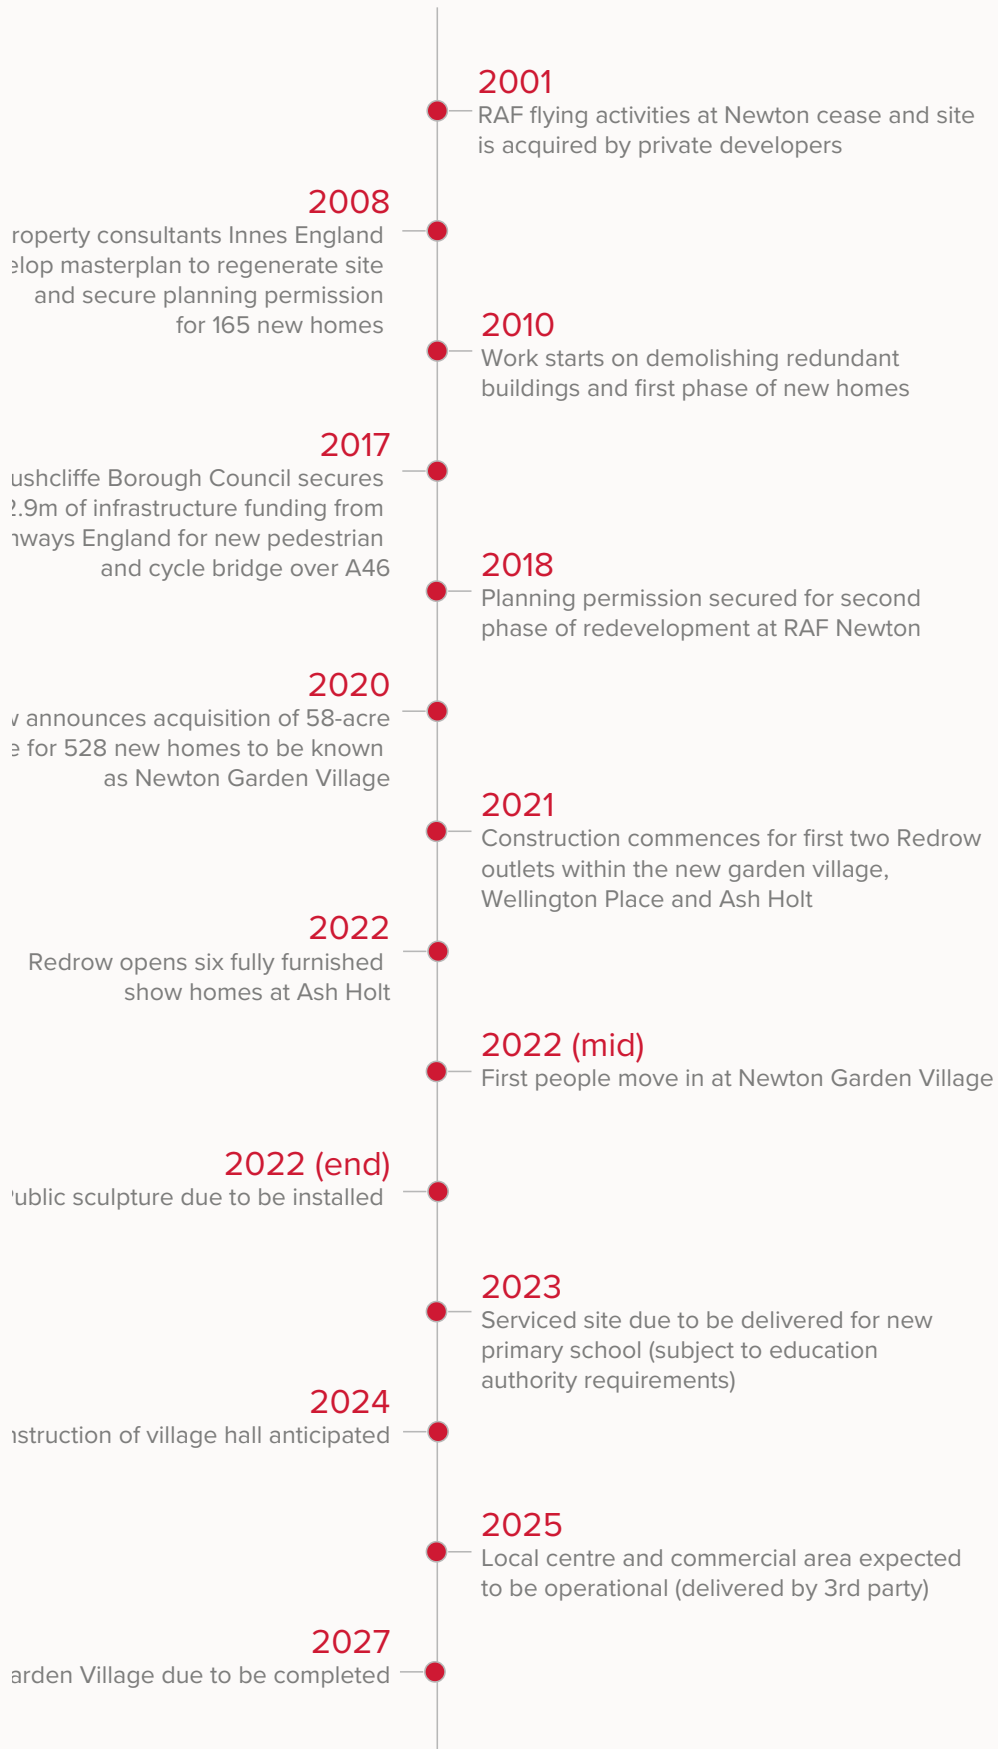 2001
RAF flying activities at Newton cease and site
is acquired by private developers
2008
consultants Innes England
masterplan to regenerate site
and secure planning permission
for 165 new homes
2010
Work starts on demolishing redundant
buildings and first phase of new homes
2017
Borough Council secures
of infrastructure funding from
England for new pedestrian
and cycle bridge over A46
2018
Planning permission secured for second
phase of redevelopment at RAF Newton
2020
announces acquisition of 58-acre
for 528 new homes to be known
as Newton Garden Village
2021
Construction commences for first two Redrow
outlets within the new garden village,
Wellington Place and Ash Holt
2022
Redrow opens six fully furnished
show homes at Ash Holt
2022 (mid)
First people move in at Newton Garden Village
2022 (end)
sculpture due to be installed
2023
Serviced site due to be delivered for new
primary school (subject to education
authority requirements)
2024
of village hall anticipated
2025
Local centre and commercial area expected
to be operational (delivered by 3rd party)
2027
Village due to be completed